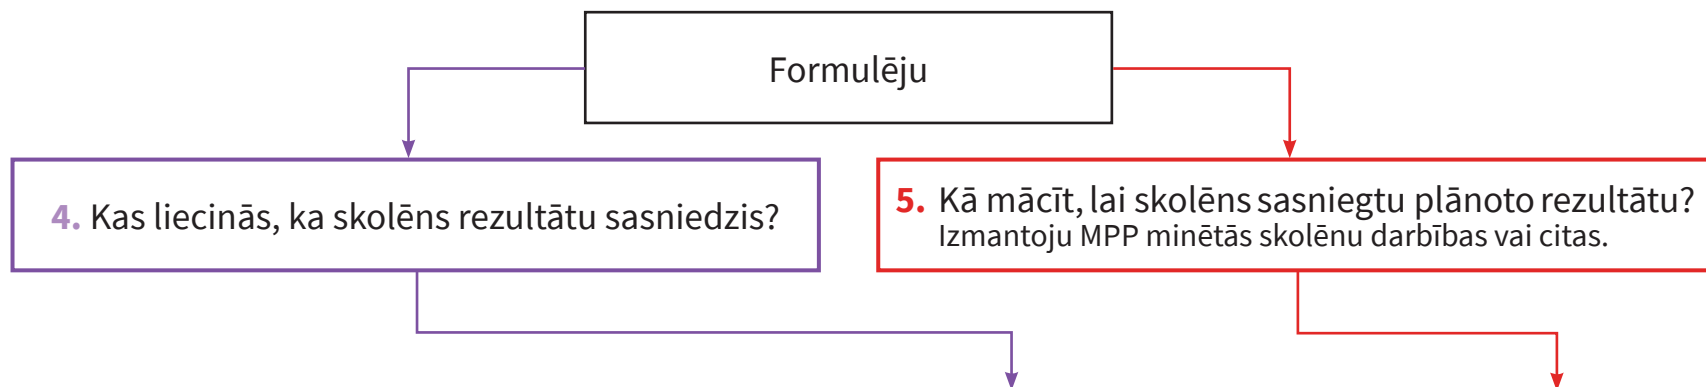 Formulēju
4. Kas liecinās, ka skolēns rezultātu sasniedzis?
5. Kā mācīt, lai skolēns sasniegtu plānoto rezultātu?
Izmantoju MPP minētās skolēnu darbības vai citas.